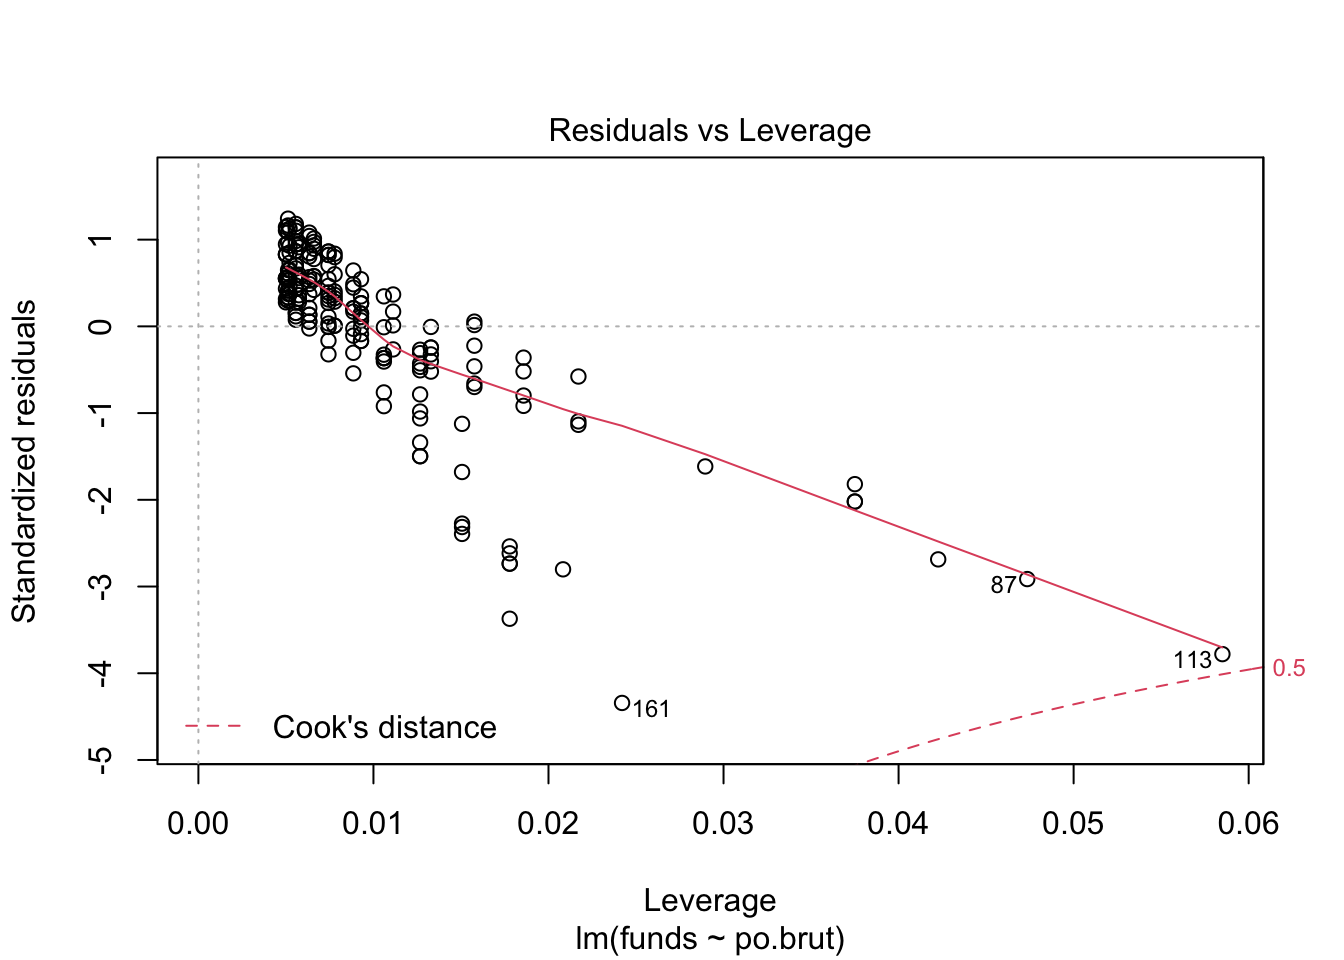 Residuals vs Leverage
Standardized residuals
1
0
-1
-2
-3
-4
-5
87
113
0.5
161
Cook's distance
0.00 0.01 0.02 0.03 0.04 0.05 0.06
Leverage
lm(funds ~ po.brut)